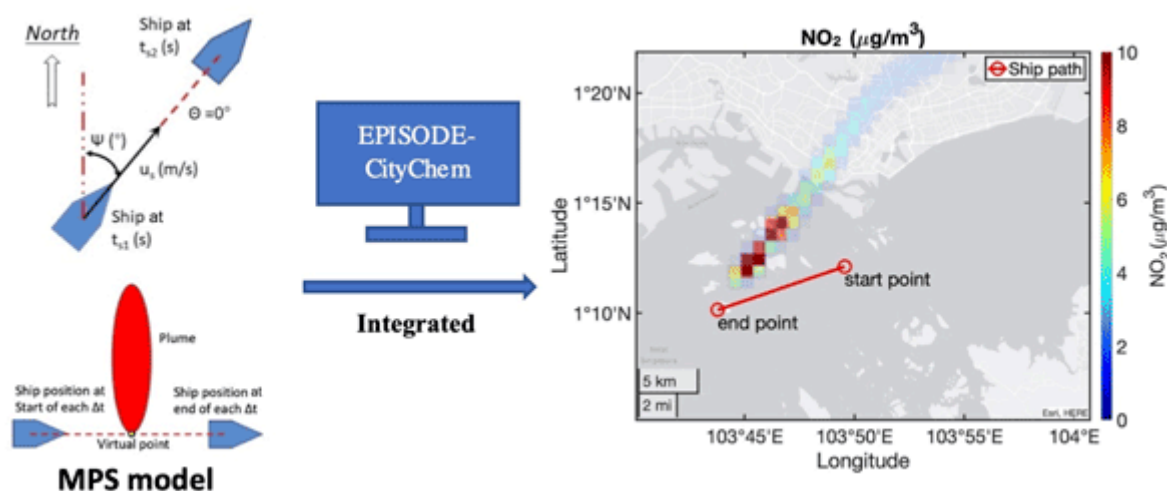 North
Ship at
t_s2 (s)
Θ =0°
Ψ (°)
u_s (m/s)
Ship at
t_s1 (s)
Plume
Ship position at
Start of each Δt
Ship position at
end of each Δt
Virtual point
MPS model
EPISODE-
CityChem
Integrated
NO₂ (μg/m³)
Ship path
1°20'N
1°15'N
1°10'N
Latitude
start point
end point
5 km
2 mi
Esri, HERE
103°45'E 103°50'E 103°55'E 104°E
Longitude
10
8
6
4
2
0
NO₂ (μg/m³)